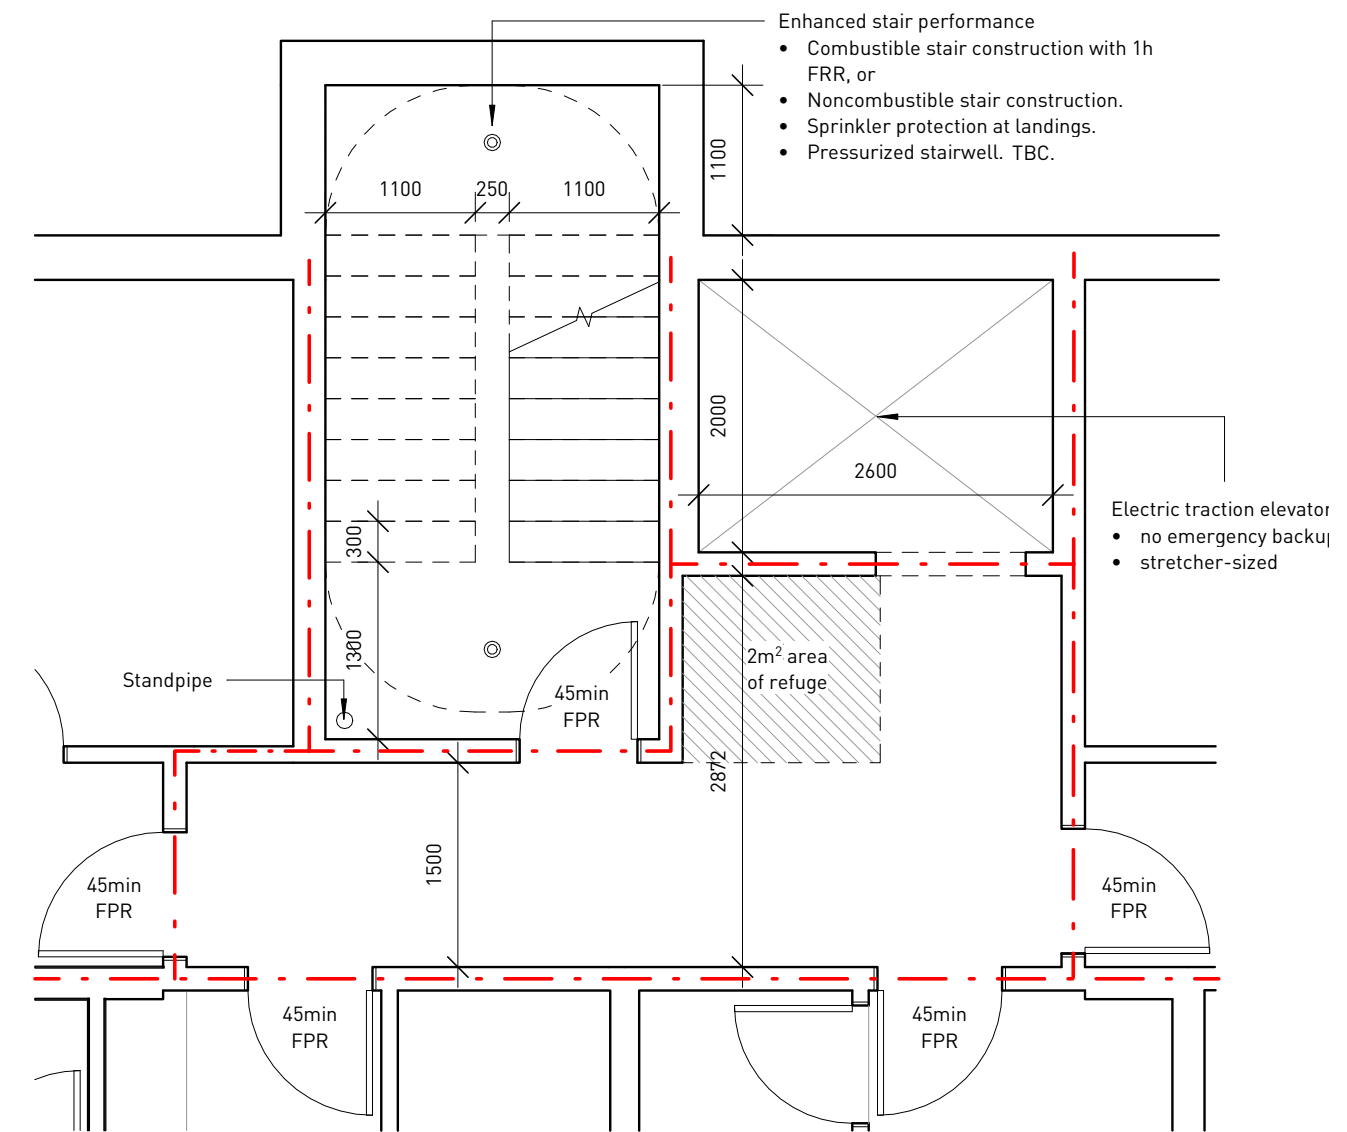 Enhanced stair performance
• Combustible stair construction with 1h
FRR, or
• Noncombustible stair construction.
• Sprinkler protection at landings.
• Pressurized stairwell. TBC.
1100
1100
250
1100
2000
2600
Electric traction elevator
• no emergency backup
• stretcher-sized
300
1300
2m² area
of refuge
Standpipe
45min
FPR
2872
1500
45min
FPR
45min
FPR
45min
FPR
45min
FPR